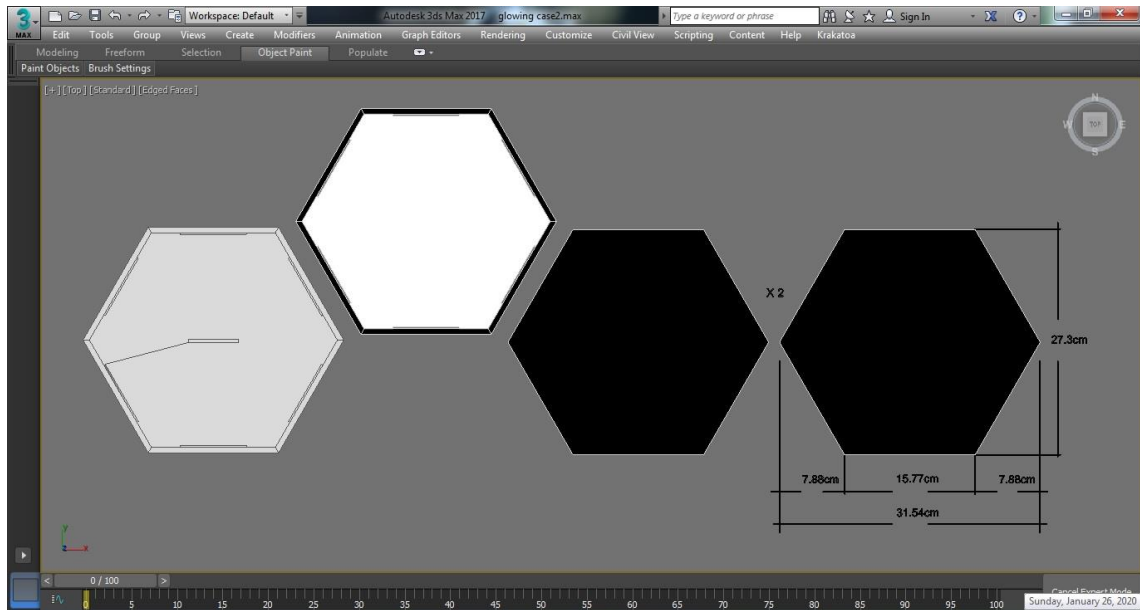 3
MAX
Workspace: Default
Autodesk 3ds Max 2017 glowing case2.max
Type a keyword or phrase
Sign In
Edit Tools Group Views Create Modifiers Animation Graph Editors Rendering Customize Civil View Scripting Content Help Krakatoa
Modeling Freeform Selection Object Paint Populate
Paint Objects Brush Settings
[+] [Top] [Standard] [Edged Faces]
N
W TOP E
S
X 2
27.3cm
7.88cm 15.77cm 7.88cm
31.54cm
y
z x
< 0 / 100 >
Cancel Expert Mode
0 5 10 15 20 25 30 35 40 45 50 55 60 65 70 75 80 85 90 95 100
Sunday, January 26, 2020